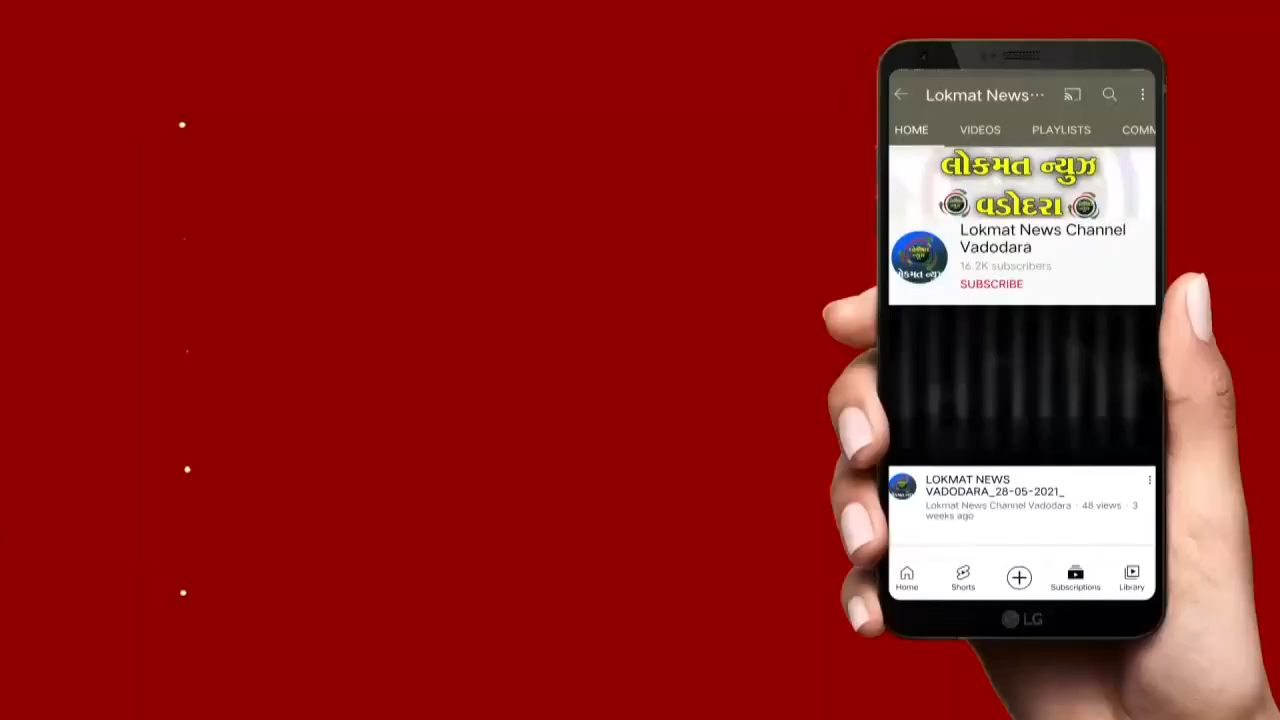 Lokmat News...
HOME VIDEOS PLAYLISTS COMM
લોકમત ન્યુઝ
વડોદરા
Lokmat News Channel
Vadodara
16.2K subscribers
SUBSCRIBE
LOKMAT NEWS
VADODARA_28-05-2021_
Lokmat News Channel Vadodara · 48 views · 3
weeks ago
Home Shorts Subscriptions Library
LG